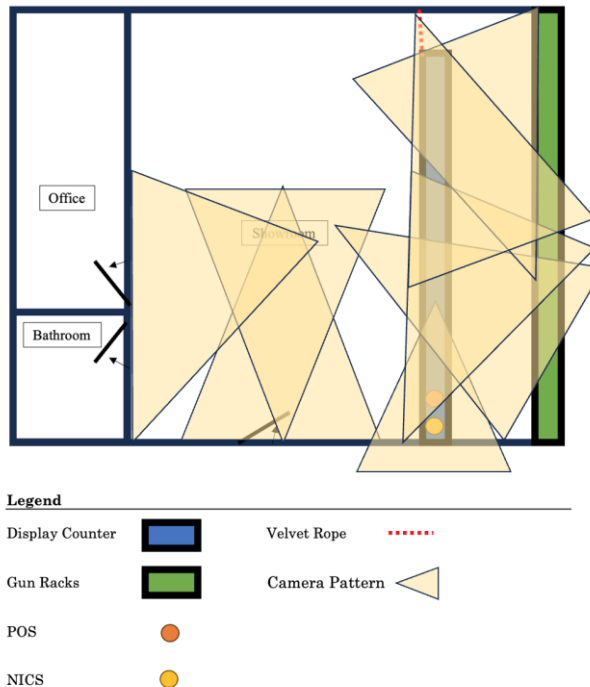 Office
Showroom
Bathroom
Legend
Display Counter
Velvet Rope
Gun Racks
Camera Pattern
POS
NICS